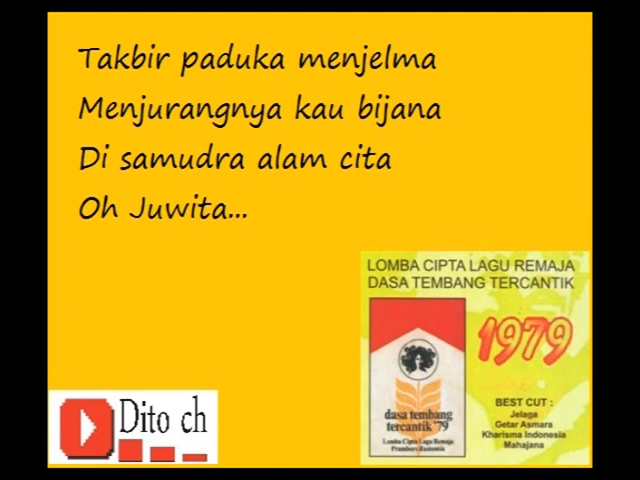 Takbir paduka menjelma
Menjurangnya kau bijana
Di samudra alam cita
Oh Juwita...
LOMBA CIPTA LAGU REMAJA
DASA TEMBANG TERCANTIK
1979
dasa tembang
tercantik '79
Lomba Cipta Lagu Remaja
Prambors Rasisonia
BEST CUT :
Jelaga
Getar Asmara
Kharisma Indonesia
Mahajana
Dito ch